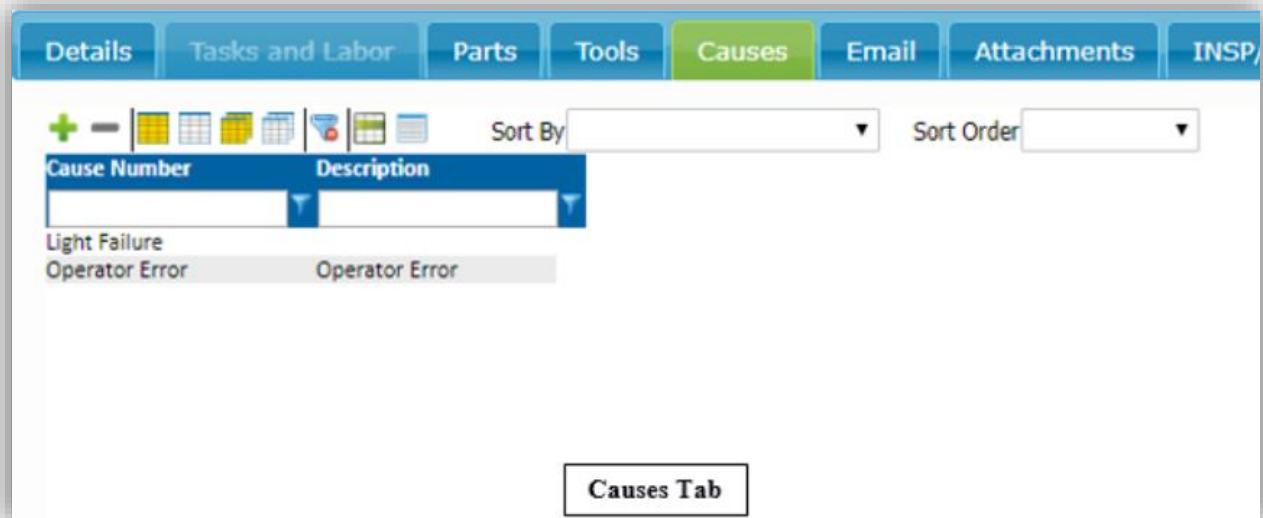 Details Tasks and Labor Parts Tools Causes Email Attachments INSP/
Sort By Sort Order
Cause Number Description
Light Failure
Operator Error Operator Error
Causes Tab